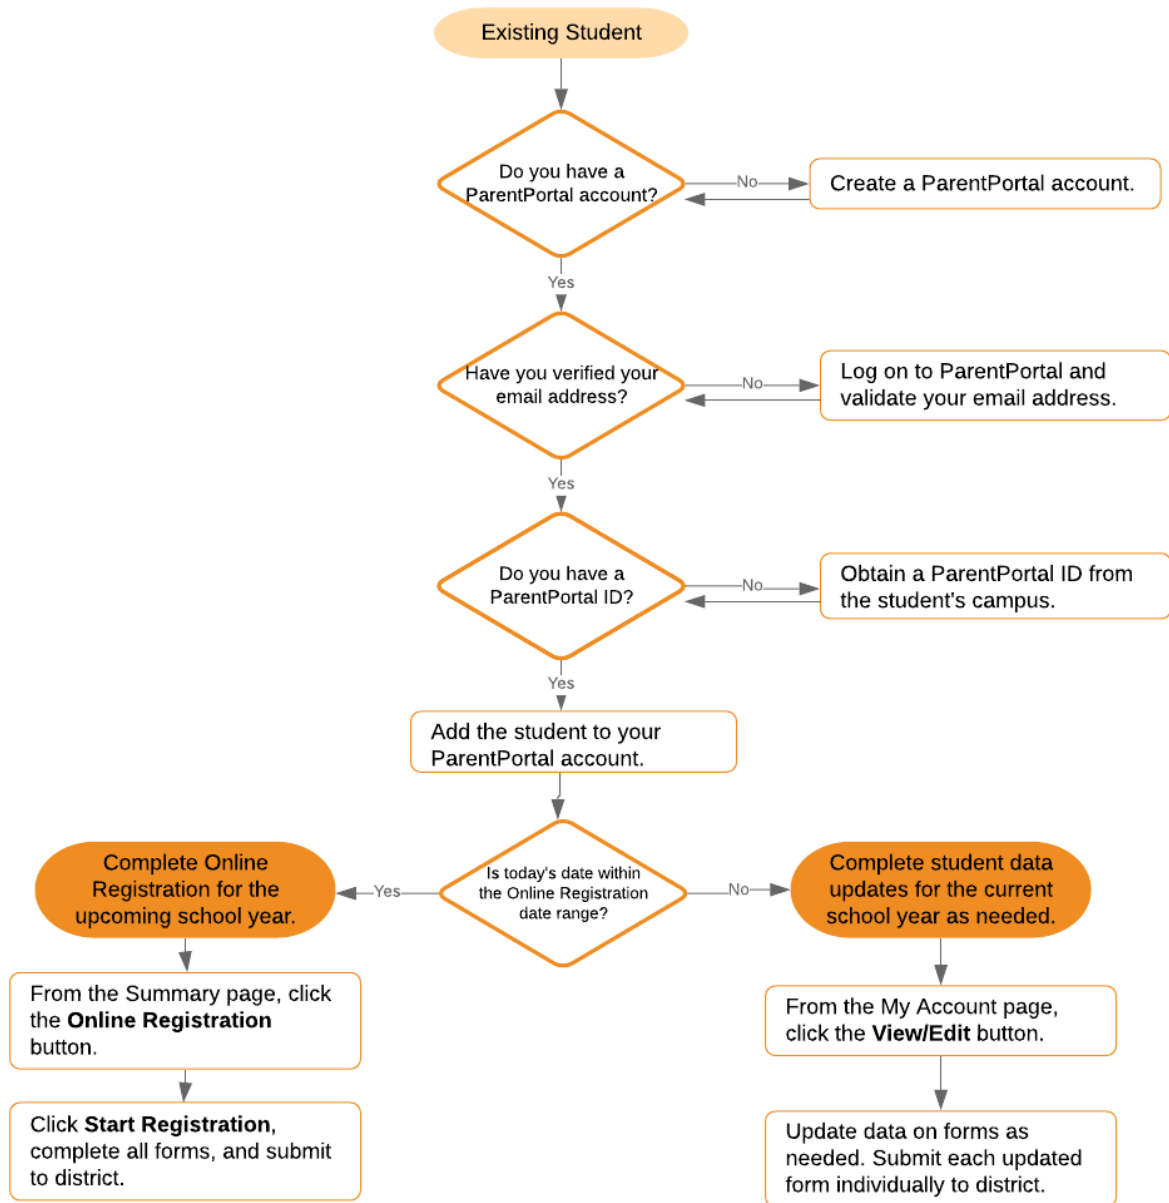 Existing Student
Do you have a
ParentPortal account?
No
Create a ParentPortal account.
Yes
Have you verified your
email address?
No
Log on to ParentPortal and
validate your email address.
Yes
Do you have a
ParentPortal ID?
No
Obtain a ParentPortal ID from
the student's campus.
Yes
Add the student to your
ParentPortal account.
Is today's date within
the Online Registration
date range?
Yes
Complete Online
Registration for the
upcoming school year.
From the Summary page, click
the Online Registration
button.
Click Start Registration,
complete all forms, and submit
to district.
No
Complete student data
updates for the current
school year as needed.
From the My Account page,
click the View/Edit button.
Update data on forms as
needed. Submit each updated
form individually to district.